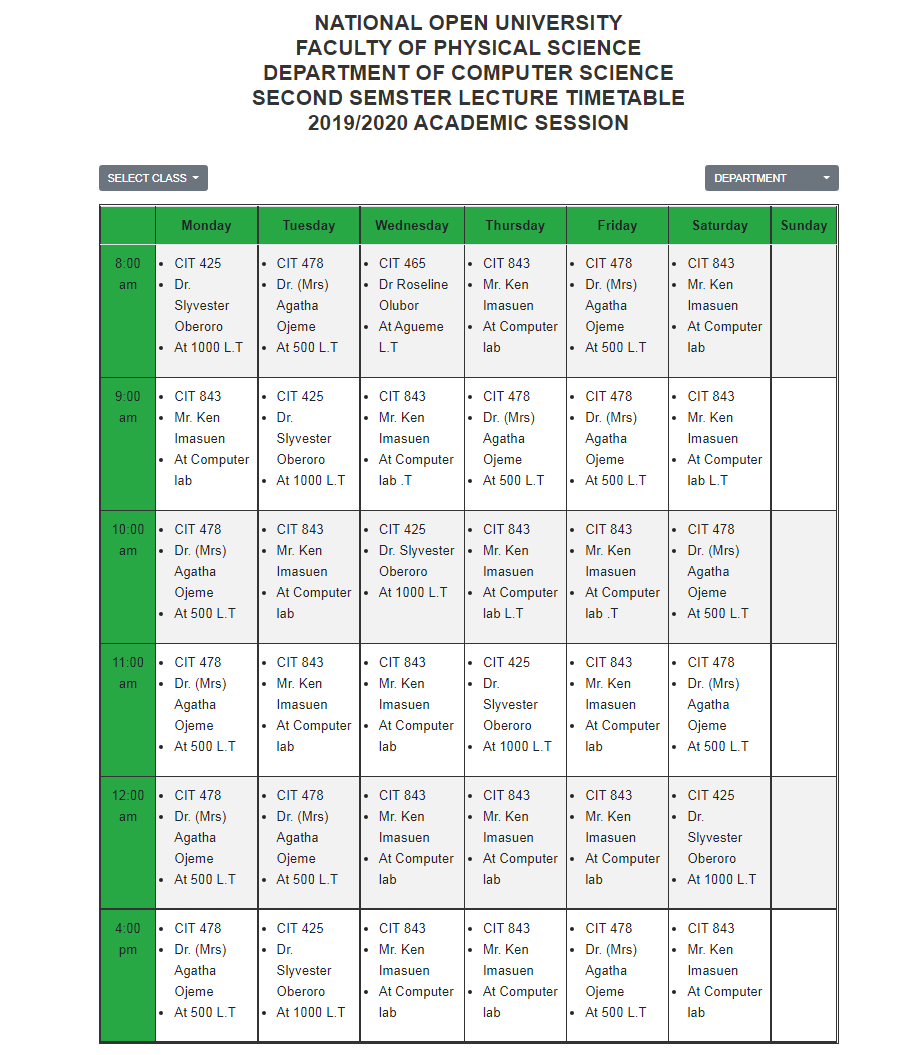 NATIONAL OPEN UNIVERSITY
FACULTY OF PHYSICAL SCIENCE
DEPARTMENT OF COMPUTER SCIENCE
SECOND SEMSTER LECTURE TIMETABLE
2019/2020 ACADEMIC SESSION
SELECT CLASS
DEPARTMENT
Monday
Tuesday
Wednesday
Thursday
Friday
Saturday
Sunday
8:00
am
CIT 425
Dr.
Slyvester
Oberoro
At 1000 L.T
CIT 478
Dr. (Mrs)
Agatha
Ojeme
At 500 L.T
CIT 465
Dr Roseline
Olubor
At Agueme
L.T
CIT 843
Mr. Ken
Imasuen
At Computer
lab
CIT 478
Dr. (Mrs)
Agatha
Ojeme
At 500 L.T
CIT 843
Mr. Ken
Imasuen
At Computer
lab
9:00
am
CIT 843
Mr. Ken
Imasuen
At Computer
lab
CIT 425
Dr.
Slyvester
Oberoro
At 1000 L.T
CIT 843
Mr. Ken
Imasuen
At Computer
lab .T
CIT 478
Dr. (Mrs)
Agatha
Ojeme
At 500 L.T
CIT 478
Dr. (Mrs)
Agatha
Ojeme
At 500 L.T
CIT 843
Mr. Ken
Imasuen
At Computer
lab L.T
10:00
am
CIT 478
Dr. (Mrs)
Agatha
Ojeme
At 500 L.T
CIT 843
Mr. Ken
Imasuen
At Computer
lab
CIT 425
Dr. Slyvester
Oberoro
At 1000 L.T
CIT 843
Mr. Ken
Imasuen
At Computer
lab L.T
CIT 843
Mr. Ken
Imasuen
At Computer
lab .T
CIT 478
Dr. (Mrs)
Agatha
Ojeme
At 500 L.T
11:00
am
CIT 478
Dr. (Mrs)
Agatha
Ojeme
At 500 L.T
CIT 843
Mr. Ken
Imasuen
At Computer
lab
CIT 843
Mr. Ken
Imasuen
At Computer
lab
CIT 425
Dr.
Slyvester
Oberoro
At 1000 L.T
CIT 843
Mr. Ken
Imasuen
At Computer
lab
CIT 478
Dr. (Mrs)
Agatha
Ojeme
At 500 L.T
12:00
am
CIT 478
Dr. (Mrs)
Agatha
Ojeme
At 500 L.T
CIT 478
Dr. (Mrs)
Agatha
Ojeme
At 500 L.T
CIT 843
Mr. Ken
Imasuen
At Computer
lab
CIT 843
Mr. Ken
Imasuen
At Computer
lab
CIT 843
Mr. Ken
Imasuen
At Computer
lab
CIT 425
Dr.
Slyvester
Oberoro
At 1000 L.T
4:00
pm
CIT 478
Dr. (Mrs)
Agatha
Ojeme
At 500 L.T
CIT 425
Dr.
Slyvester
Oberoro
At 1000 L.T
CIT 843
Mr. Ken
Imasuen
At Computer
lab
CIT 843
Mr. Ken
Imasuen
At Computer
lab
CIT 478
Dr. (Mrs)
Agatha
Ojeme
At 500 L.T
CIT 843
Mr. Ken
Imasuen
At Computer
lab